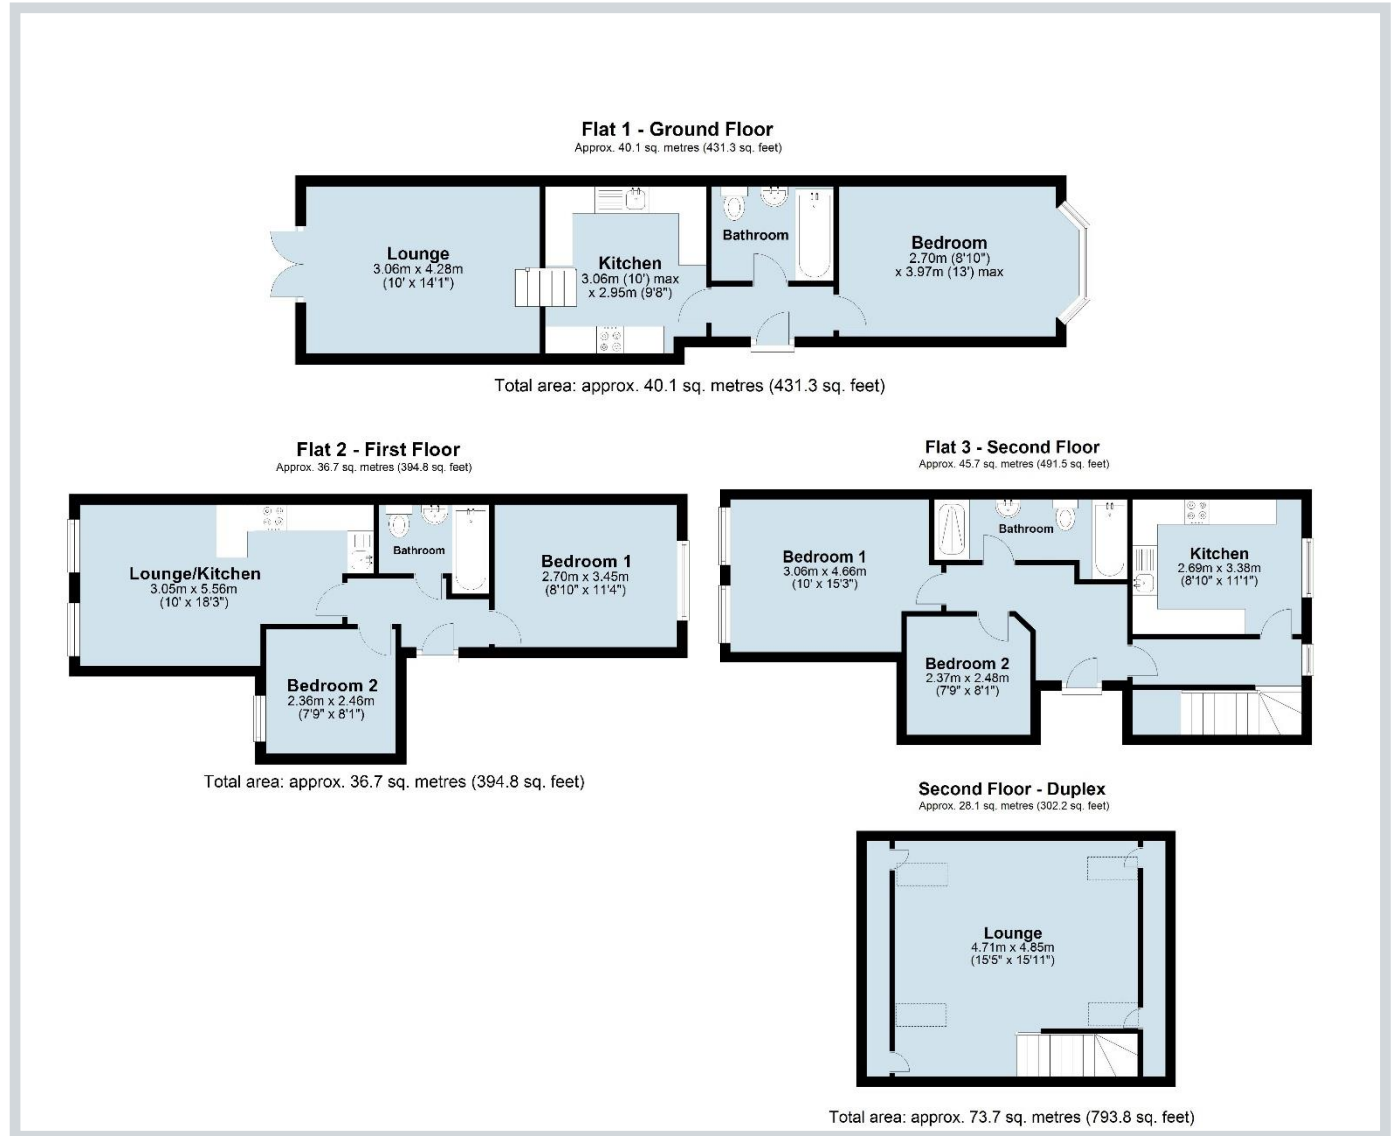 Flat 1 - Ground Floor
Approx. 40.1 sq. metres (431.3 sq. feet)
Lounge
3.06m x 4.28m
(10' x 14'1")
Kitchen
3.06m (10') max
x 2.95m (9'8")
Bathroom
Bedroom
2.70m (8'10")
x 3.97m (13') max
Total area: approx. 40.1 sq. metres (431.3 sq. feet)
Flat 2 - First Floor
Approx. 36.7 sq. metres (394.8 sq. feet)
Lounge/Kitchen
3.05m x 5.56m
(10' x 18'3")
Bathroom
Bedroom 1
2.70m x 3.45m
(8'10" x 11'4")
Bedroom 2
2.36m x 2.46m
(7'9" x 8'1")
Total area: approx. 36.7 sq. metres (394.8 sq. feet)
Flat 3 - Second Floor
Approx. 45.7 sq. metres (491.5 sq. feet)
Bedroom 1
3.06m x 4.66m
(10' x 15'3")
Bathroom
Kitchen
2.69m x 3.38m
(8'10" x 11'1")
Bedroom 2
2.37m x 2.48m
(7'9" x 8'1")
Second Floor - Duplex
Approx. 28.1 sq. metres (302.2 sq. feet)
Lounge
4.71m x 4.85m
(15'5" x 15'11")
Total area: approx. 73.7 sq. metres (793.8 sq. feet)